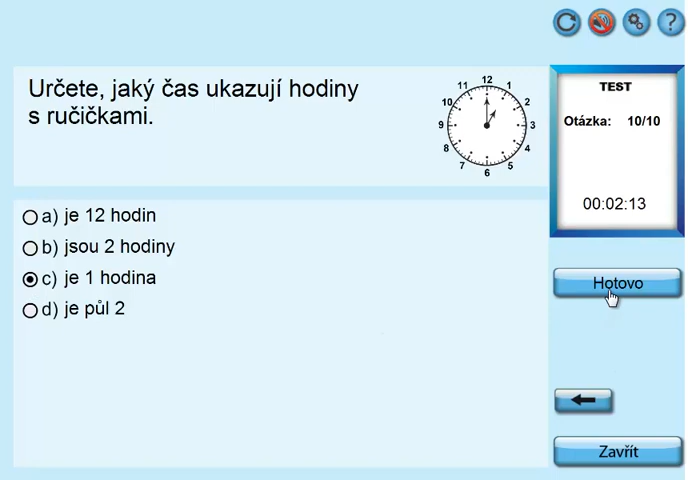 ?
Určete, jaký čas ukazují hodiny
s ručičkami.
12
11
1
10
2
9
3
8
4
7
5
6
TEST
Otázka: 10/10
00:02:13
a) je 12 hodin
b) jsou 2 hodiny
c) je 1 hodina
d) je půl 2
Hotovo
Zavřít